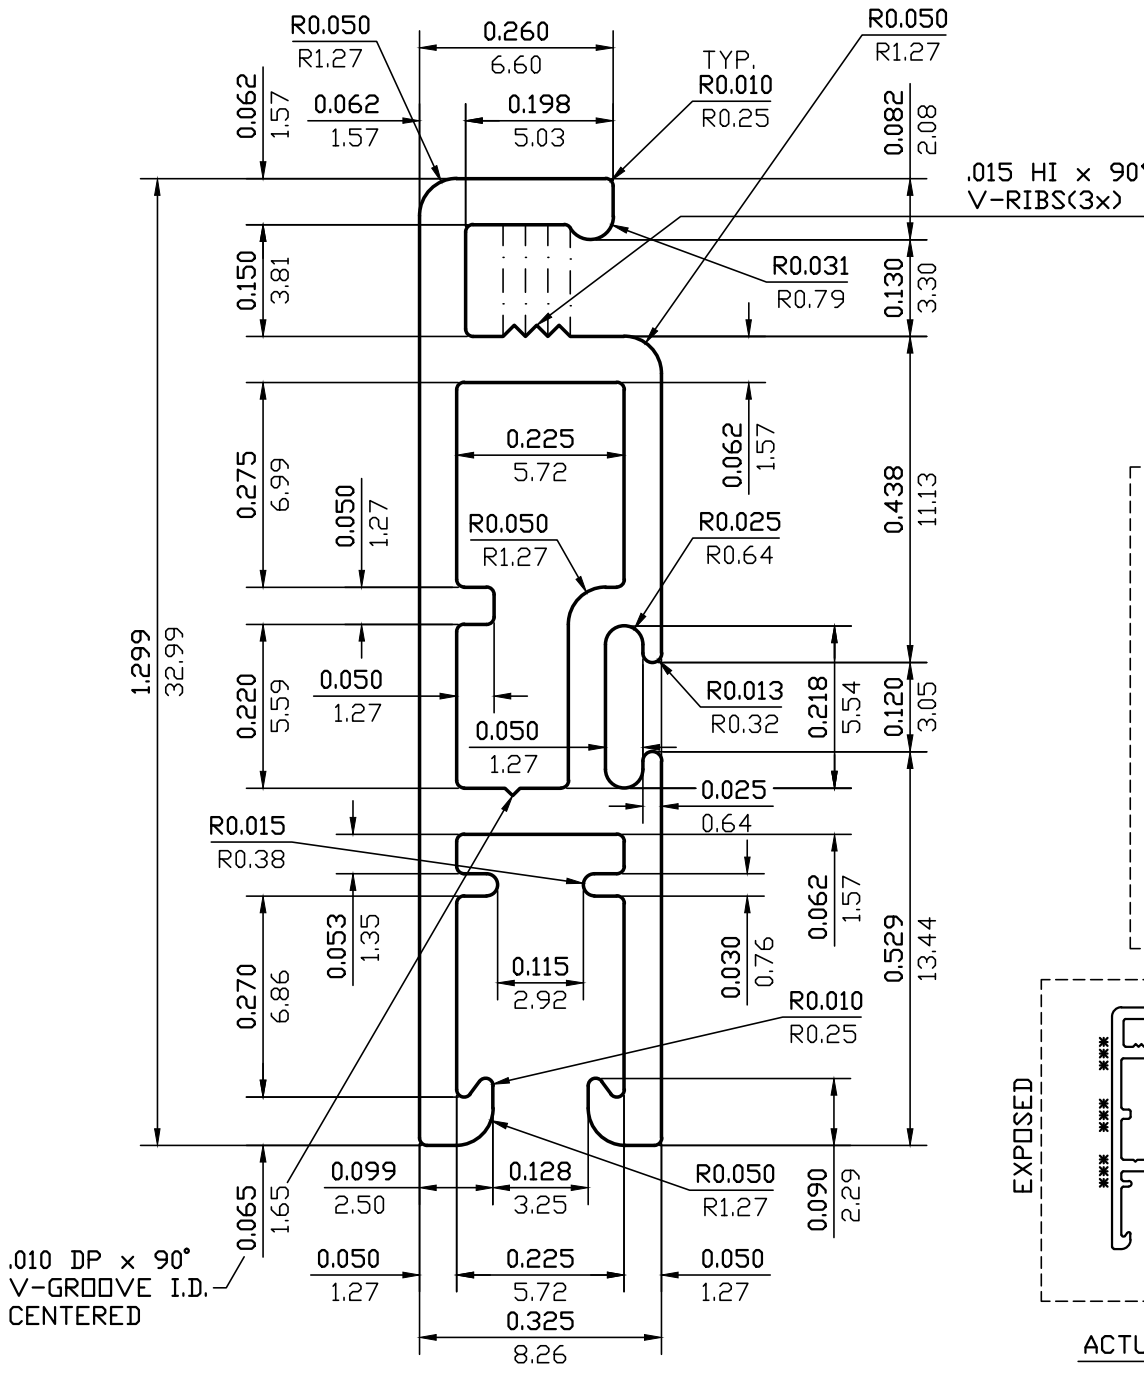 R0.050
R1.27
0.260
6.60
R0.050
R1.27
TYP.
R0.010
R0.25
0.062
1.57
0.062
1.57
0.198
5.03
0.082
2.08
.015 HI x 90°
V-RIBS(3x)
0.150
3.81
R0.031
R0.79
0.130
3.30
0.275
6.99
0.225
5.72
0.062
1.57
0.438
11.13
0.050
1.27
R0.050
R1.27
R0.025
R0.64
1.299
32.99
0.220
5.59
0.050
1.27
0.050
1.27
R0.013
R0.32
0.218
5.54
0.120
3.05
0.025
0.64
R0.015
R0.38
0.053
1.35
0.062
1.57
0.529
13.44
0.270
6.86
0.115
2.92
0.030
0.76
R0.010
R0.25
EXPOSED
***
***
***
0.099
2.50
0.128
3.25
R0.050
R1.27
0.090
2.29
0.065
1.65
.010 DP x 90°
V-GROOVE I.D.
CENTERED
0.050
1.27
0.225
5.72
0.050
1.27
0.325
8.26
ACTU